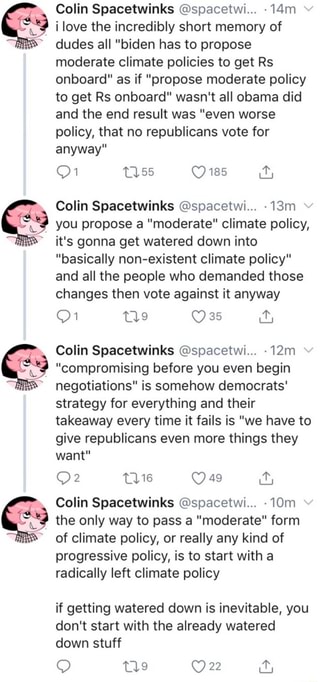 Colin Spacetwinks @spacetwi... · 14m
i love the incredibly short memory of
dudes all "biden has to propose
moderate climate policies to get Rs
onboard" as if "propose moderate policy
to get Rs onboard" wasn't all obama did
and the end result was "even worse
policy, that no republicans vote for
anyway"
1 55 185
Colin Spacetwinks @spacetwi... · 13m
you propose a "moderate" climate policy,
it's gonna get watered down into
"basically non-existent climate policy"
and all the people who demanded those
changes then vote against it anyway
1 9 35
Colin Spacetwinks @spacetwi... · 12m
"compromising before you even begin
negotiations" is somehow democrats'
strategy for everything and their
takeaway every time it fails is "we have to
give republicans even more things they
want"
2 16 49
Colin Spacetwinks @spacetwi... · 10m
the only way to pass a "moderate" form
of climate policy, or really any kind of
progressive policy, is to start with a
radically left climate policy
if getting watered down is inevitable, you
don't start with the already watered
down stuff
9 22